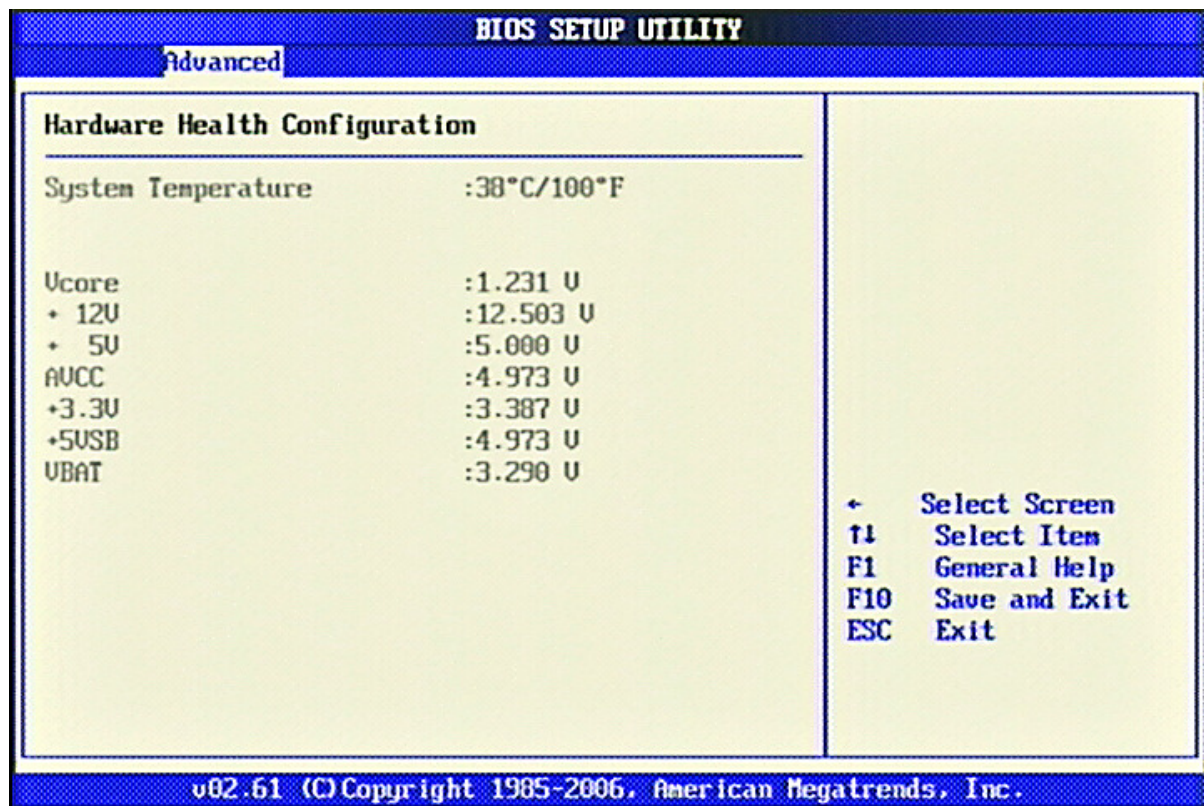 BIOS SETUP UTILITY
Advanced
Hardware Health Configuration
System Temperature :38°C/100°F
Vcore :1.231 V
+ 12V :12.503 V
+ 5V :5.000 V
AVCC :4.973 V
+3.3V :3.387 V
+5VSB :4.973 V
VBAT :3.290 V
← Select Screen
↑↓ Select Item
F1 General Help
F10 Save and Exit
ESC Exit
v02.61 (C)Copyright 1985-2006, American Megatrends, Inc.